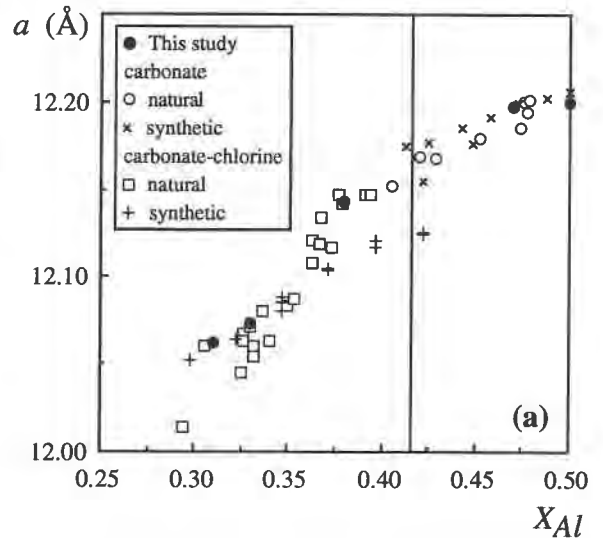 a (Å)
12.20
12.10
12.00
This study
carbonate
natural
synthetic
carbonate-chlorine
natural
synthetic
(a)
0.25 0.30 0.35 0.40 0.45 0.50
X_Al